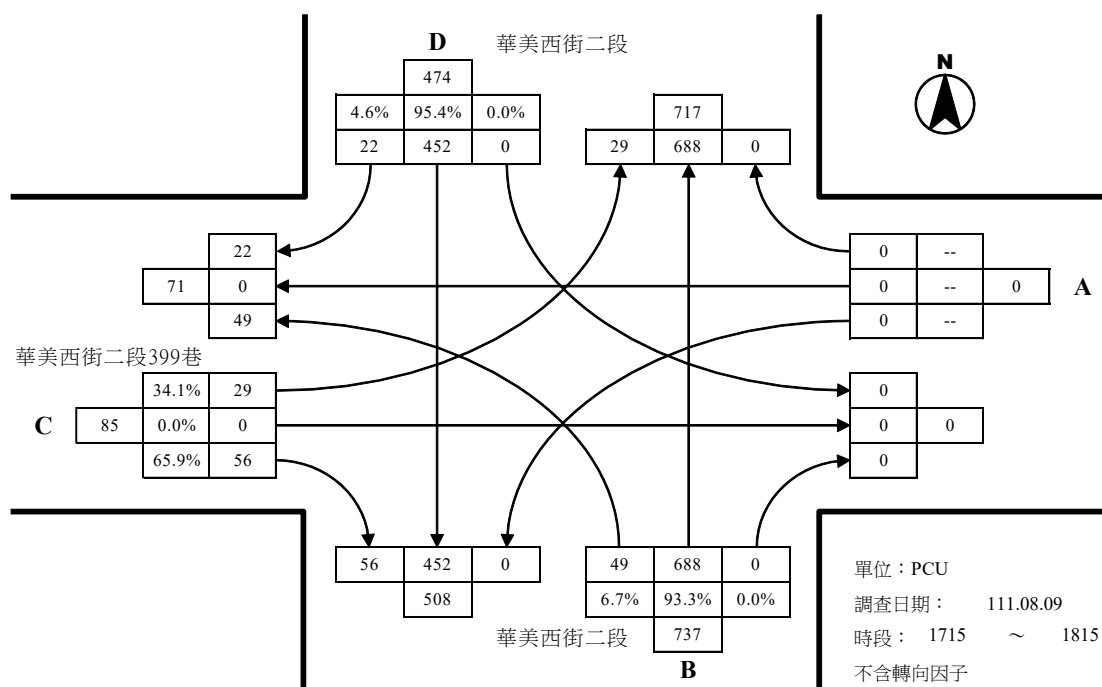 D 華美西街二段
N
474
4.6% 95.4% 0.0%
22 452 0
717
29 688 0
22
71 0
49
0 --
0 -- 0
0 --
A
華美西街二段399巷
34.1% 29
C 85 0.0% 0
65.9% 56
0
0 0
0
56 452 0
508
49 688 0
6.7% 93.3% 0.0%
737
華美西街二段
B
單位：PCU
調查日期： 111.08.09
時段： 1715 ～ 1815
不含轉向因子